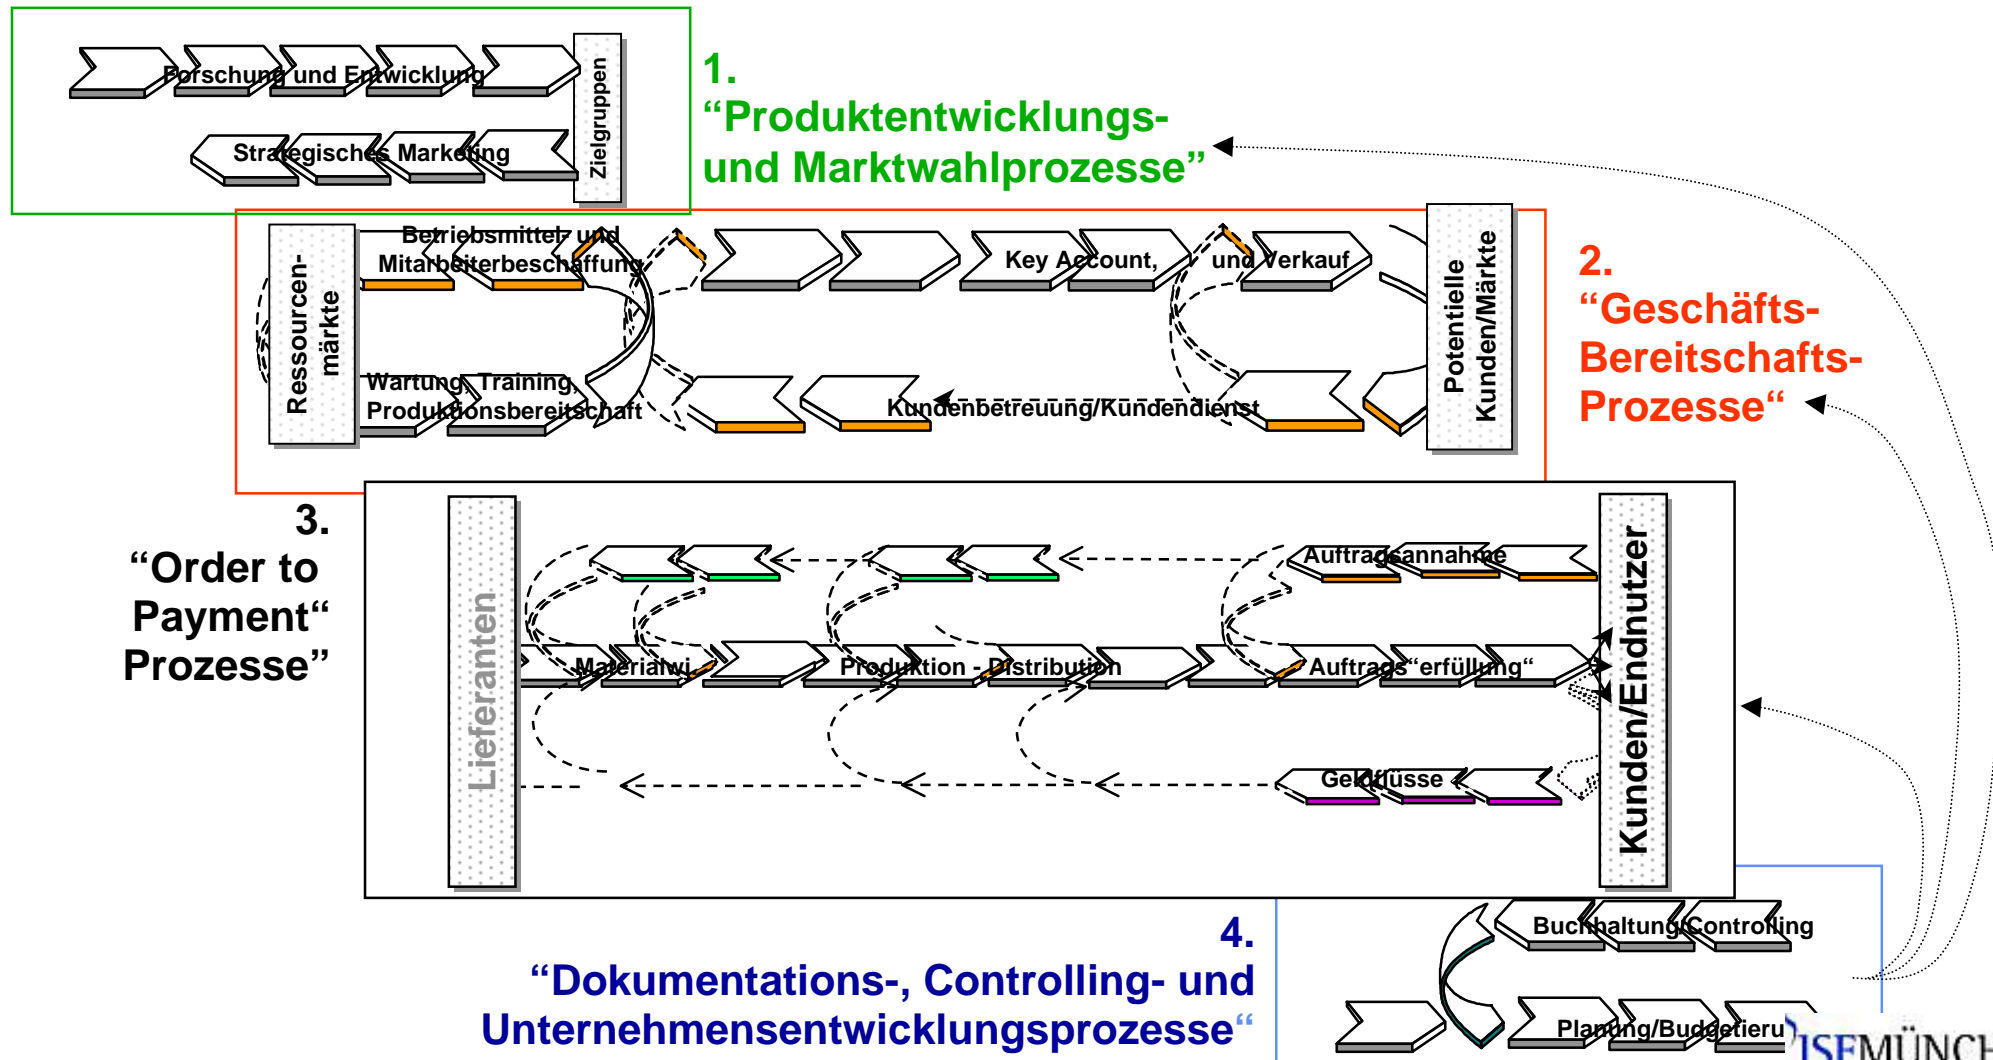 Forschung und Entwicklung
Strategisches Marketing
Zielgruppen
1.
“Produktentwicklungs-
und Marktwahlprozesse”
Ressourcen-
märkte
Betriebsmittel- und
Mitarbeiterbeschaffung
Key Account,
und Verkauf
Wartung, Training,
Produktionsbereitschaft
Kundenbetreuung/Kundendienst
Potentielle
Kunden/Märkte
2.
“Geschäfts-
Bereitschafts-
Prozesse“
3.
“Order to
Payment“
Prozesse”
Lieferanten
Auftragsannahme
Materialwi
Produktion - Distribution
Auftrags“erfüllung“
Geldflüsse
Kunden/Endnutzer
4.
“Dokumentations-, Controlling- und
Unternehmensentwicklungsprozesse“
Buchhaltung/Controlling
Planung/Budgetieru
ISFMÜNCH